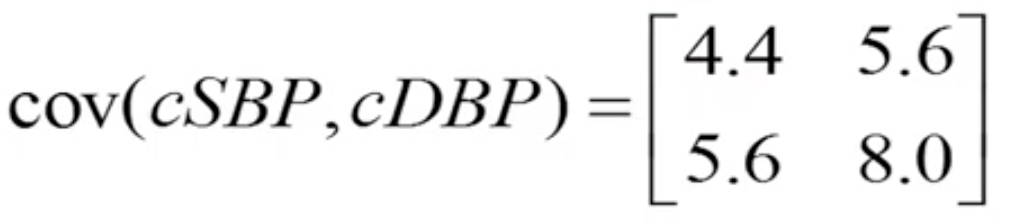 cov(cSBP,cDBP) = [4.4 5.6
5.6 8.0]